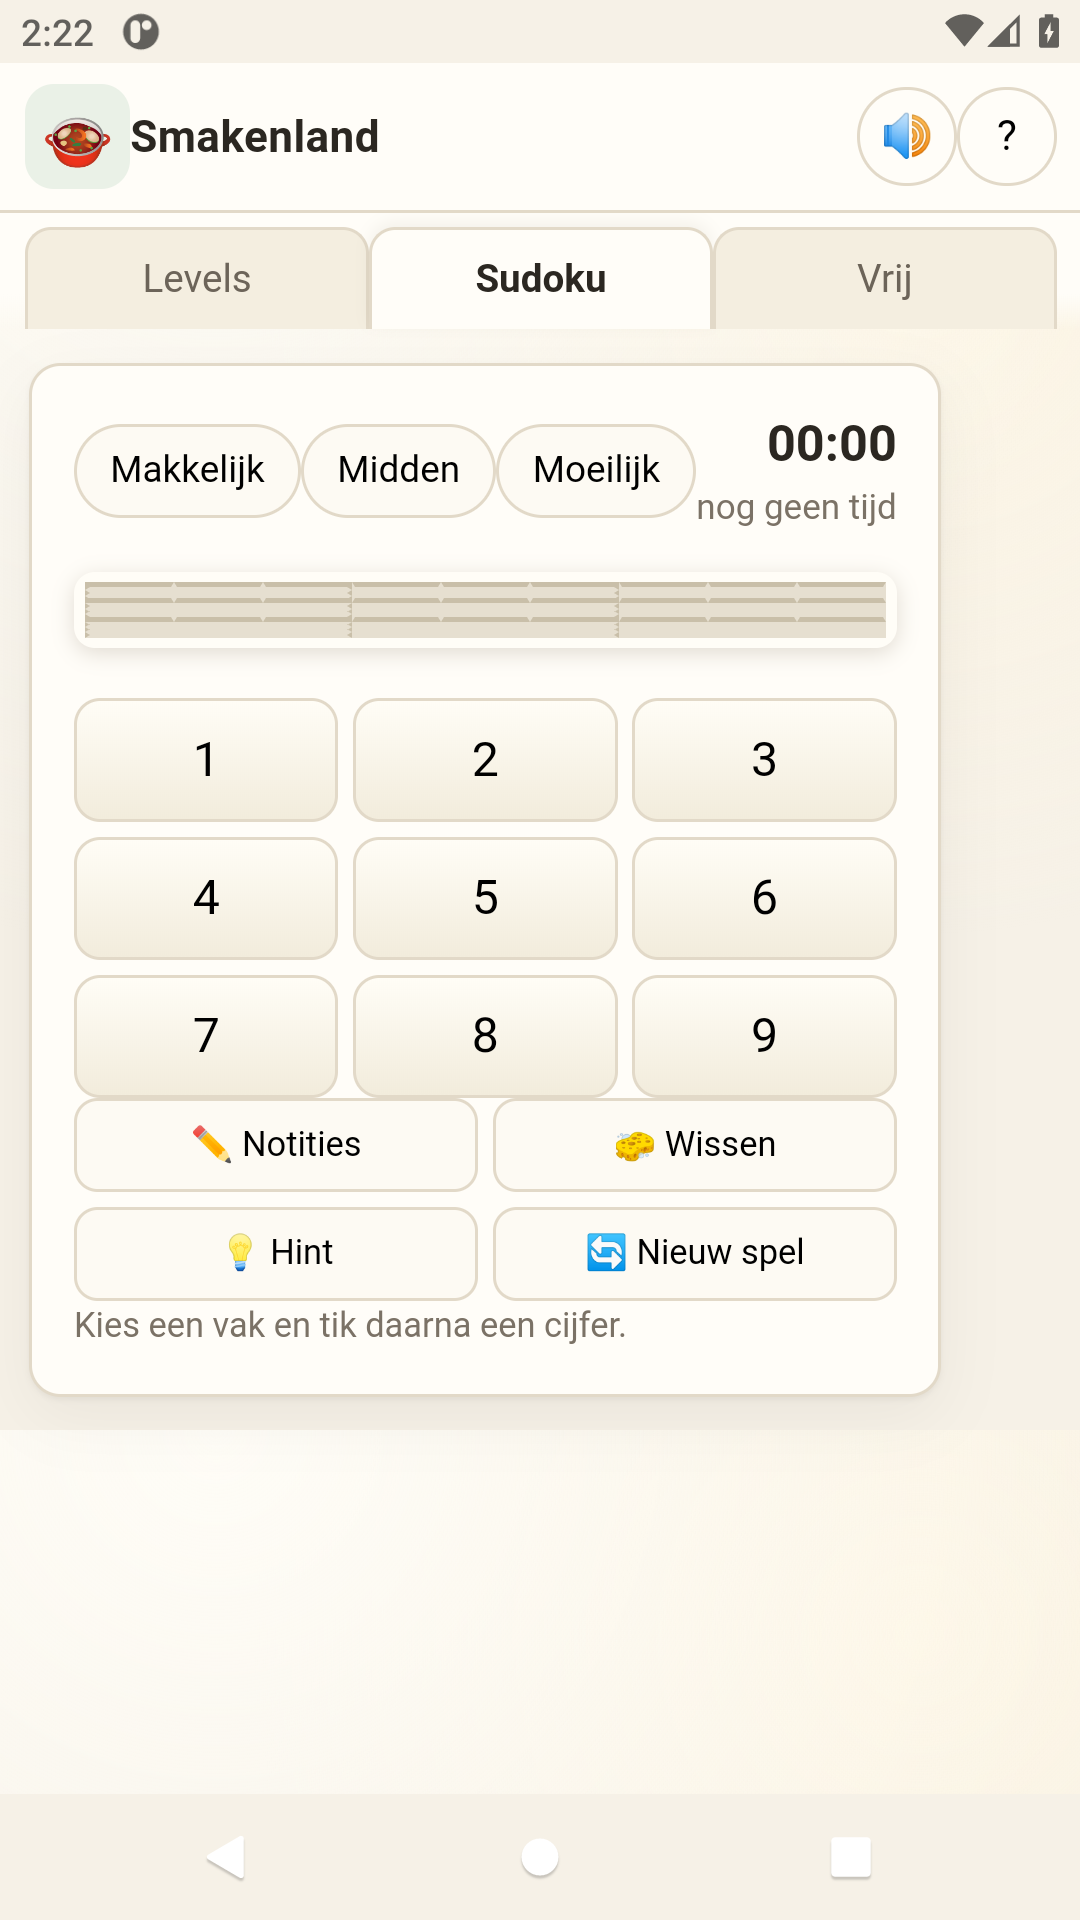 2:22
Smakenland
?
Levels
Sudoku
Vrij
Makkelijk
Midden
Moeilijk
00:00
nog geen tijd
1
2
3
4
5
6
7
8
9
✏️ Notities
🧽 Wissen
💡 Hint
🔄 Nieuw spel
Kies een vak en tik daarna een cijfer.